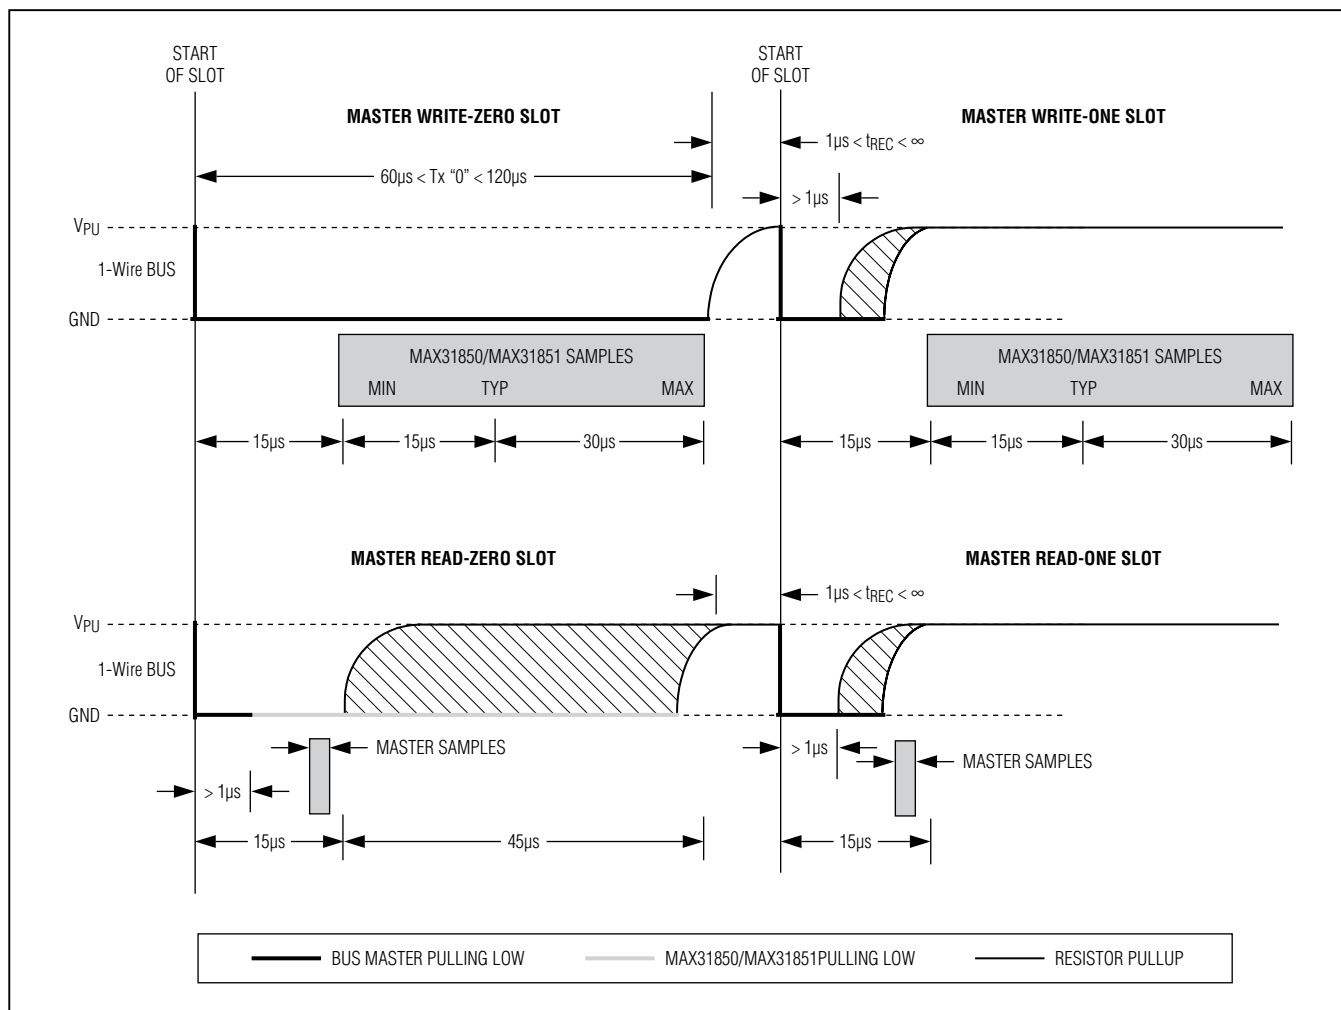 START
OF SLOT
START
OF SLOT
MASTER WRITE-ZERO SLOT
MASTER WRITE-ONE SLOT
1µs < tREC < ∞
60µs < Tx “0” < 120µs
> 1µs
VPU
1-Wire BUS
GND
MAX31850/MAX31851 SAMPLES
MIN TYP MAX
MAX31850/MAX31851 SAMPLES
MIN TYP MAX
15µs 15µs 30µs 15µs 15µs 30µs
MASTER READ-ZERO SLOT
MASTER READ-ONE SLOT
1µs < tREC < ∞
VPU
1-Wire BUS
GND
MASTER SAMPLES
> 1µs
MASTER SAMPLES
> 1µs
15µs 45µs 15µs
BUS MASTER PULLING LOW MAX31850/MAX31851PULLING LOW RESISTOR PULLUP